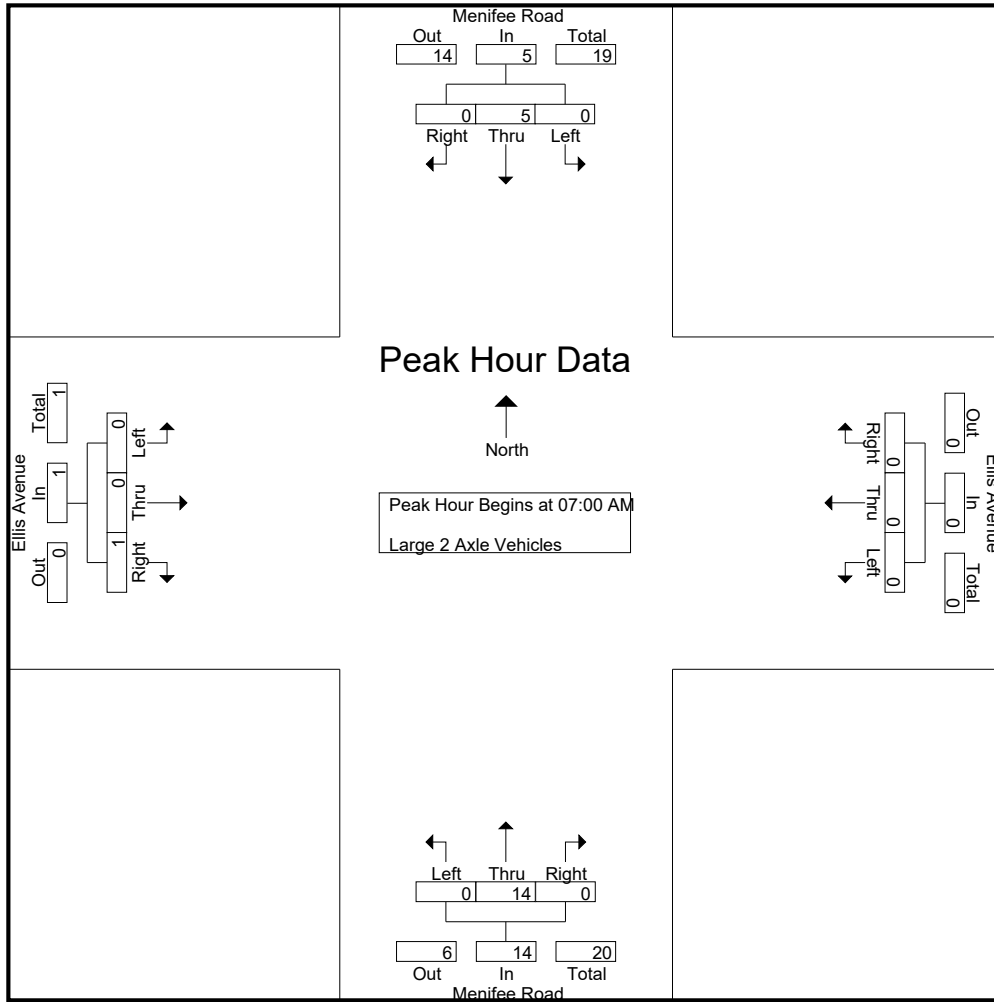 Menifee Road
Out In Total
14 5 19
0 5 0
Right Thru Left
Peak Hour Data
North
Peak Hour Begins at 07:00 AM
Large 2 Axle Vehicles
Ellis Avenue
Out In Total
0 1 1
Left Thru Right
0 0 1
Ellis Avenue
Out In Total
0 0 0
Right Thru Left
0 0 0
Left Thru Right
0 14 0
6 14 20
Out In Total
Menifee Road